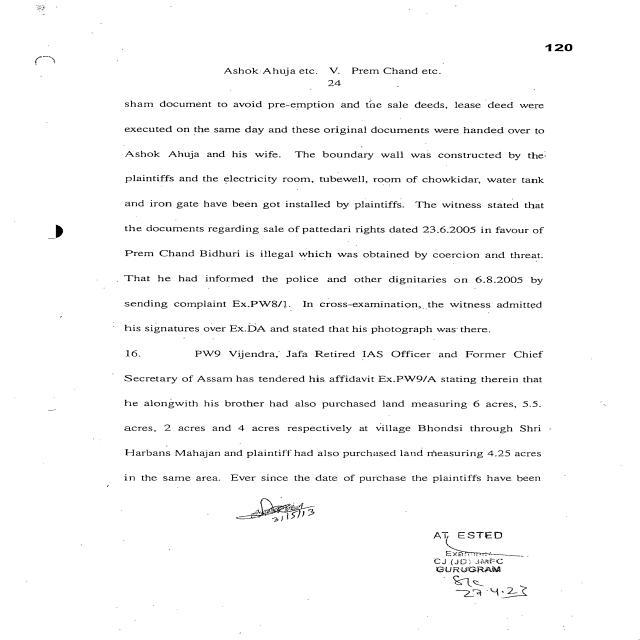 120
Ashok Ahuja etc. V. Prem Chand etc.
24
sham document to avoid pre-emption and the sale deeds, lease deed were
executed on the same day and these original documents were handed over to
Ashok Ahuja and his wife. The boundary wall was constructed by the
plaintiffs and the electricity room, tubewell, room of chowkidar, water tank
and iron gate have been got installed by plaintiffs. The witness stated that
the documents regarding sale of pattedari rights dated 23.6.2005 in favour of
Prem Chand Bidhuri is illegal which was obtained by coercion and threat.
That he had informed the police and other dignitaries on 6.8.2005 by
sending complaint Ex.PW8/1. In cross-examination, the witness admitted
his signatures over Ex.DA and stated that his photograph was there.
16. PW9 Vijendra, Jafa Retired IAS Officer and Former Chief
Secretary of Assam has tendered his affidavit Ex.PW9/A stating therein that
he alongwith his brother had also purchased land measuring 6 acres, 5.5.
acres, 2 acres and 4 acres respectively at village Bhondsi through Shri
Harbans Mahajan and plaintiff had also purchased land measuring 4.25 acres
in the same area. Ever since the date of purchase the plaintiffs have been
31/5/13
AT ESTED
CJ (JD) JMFC
GURUGRAM
27.4.23